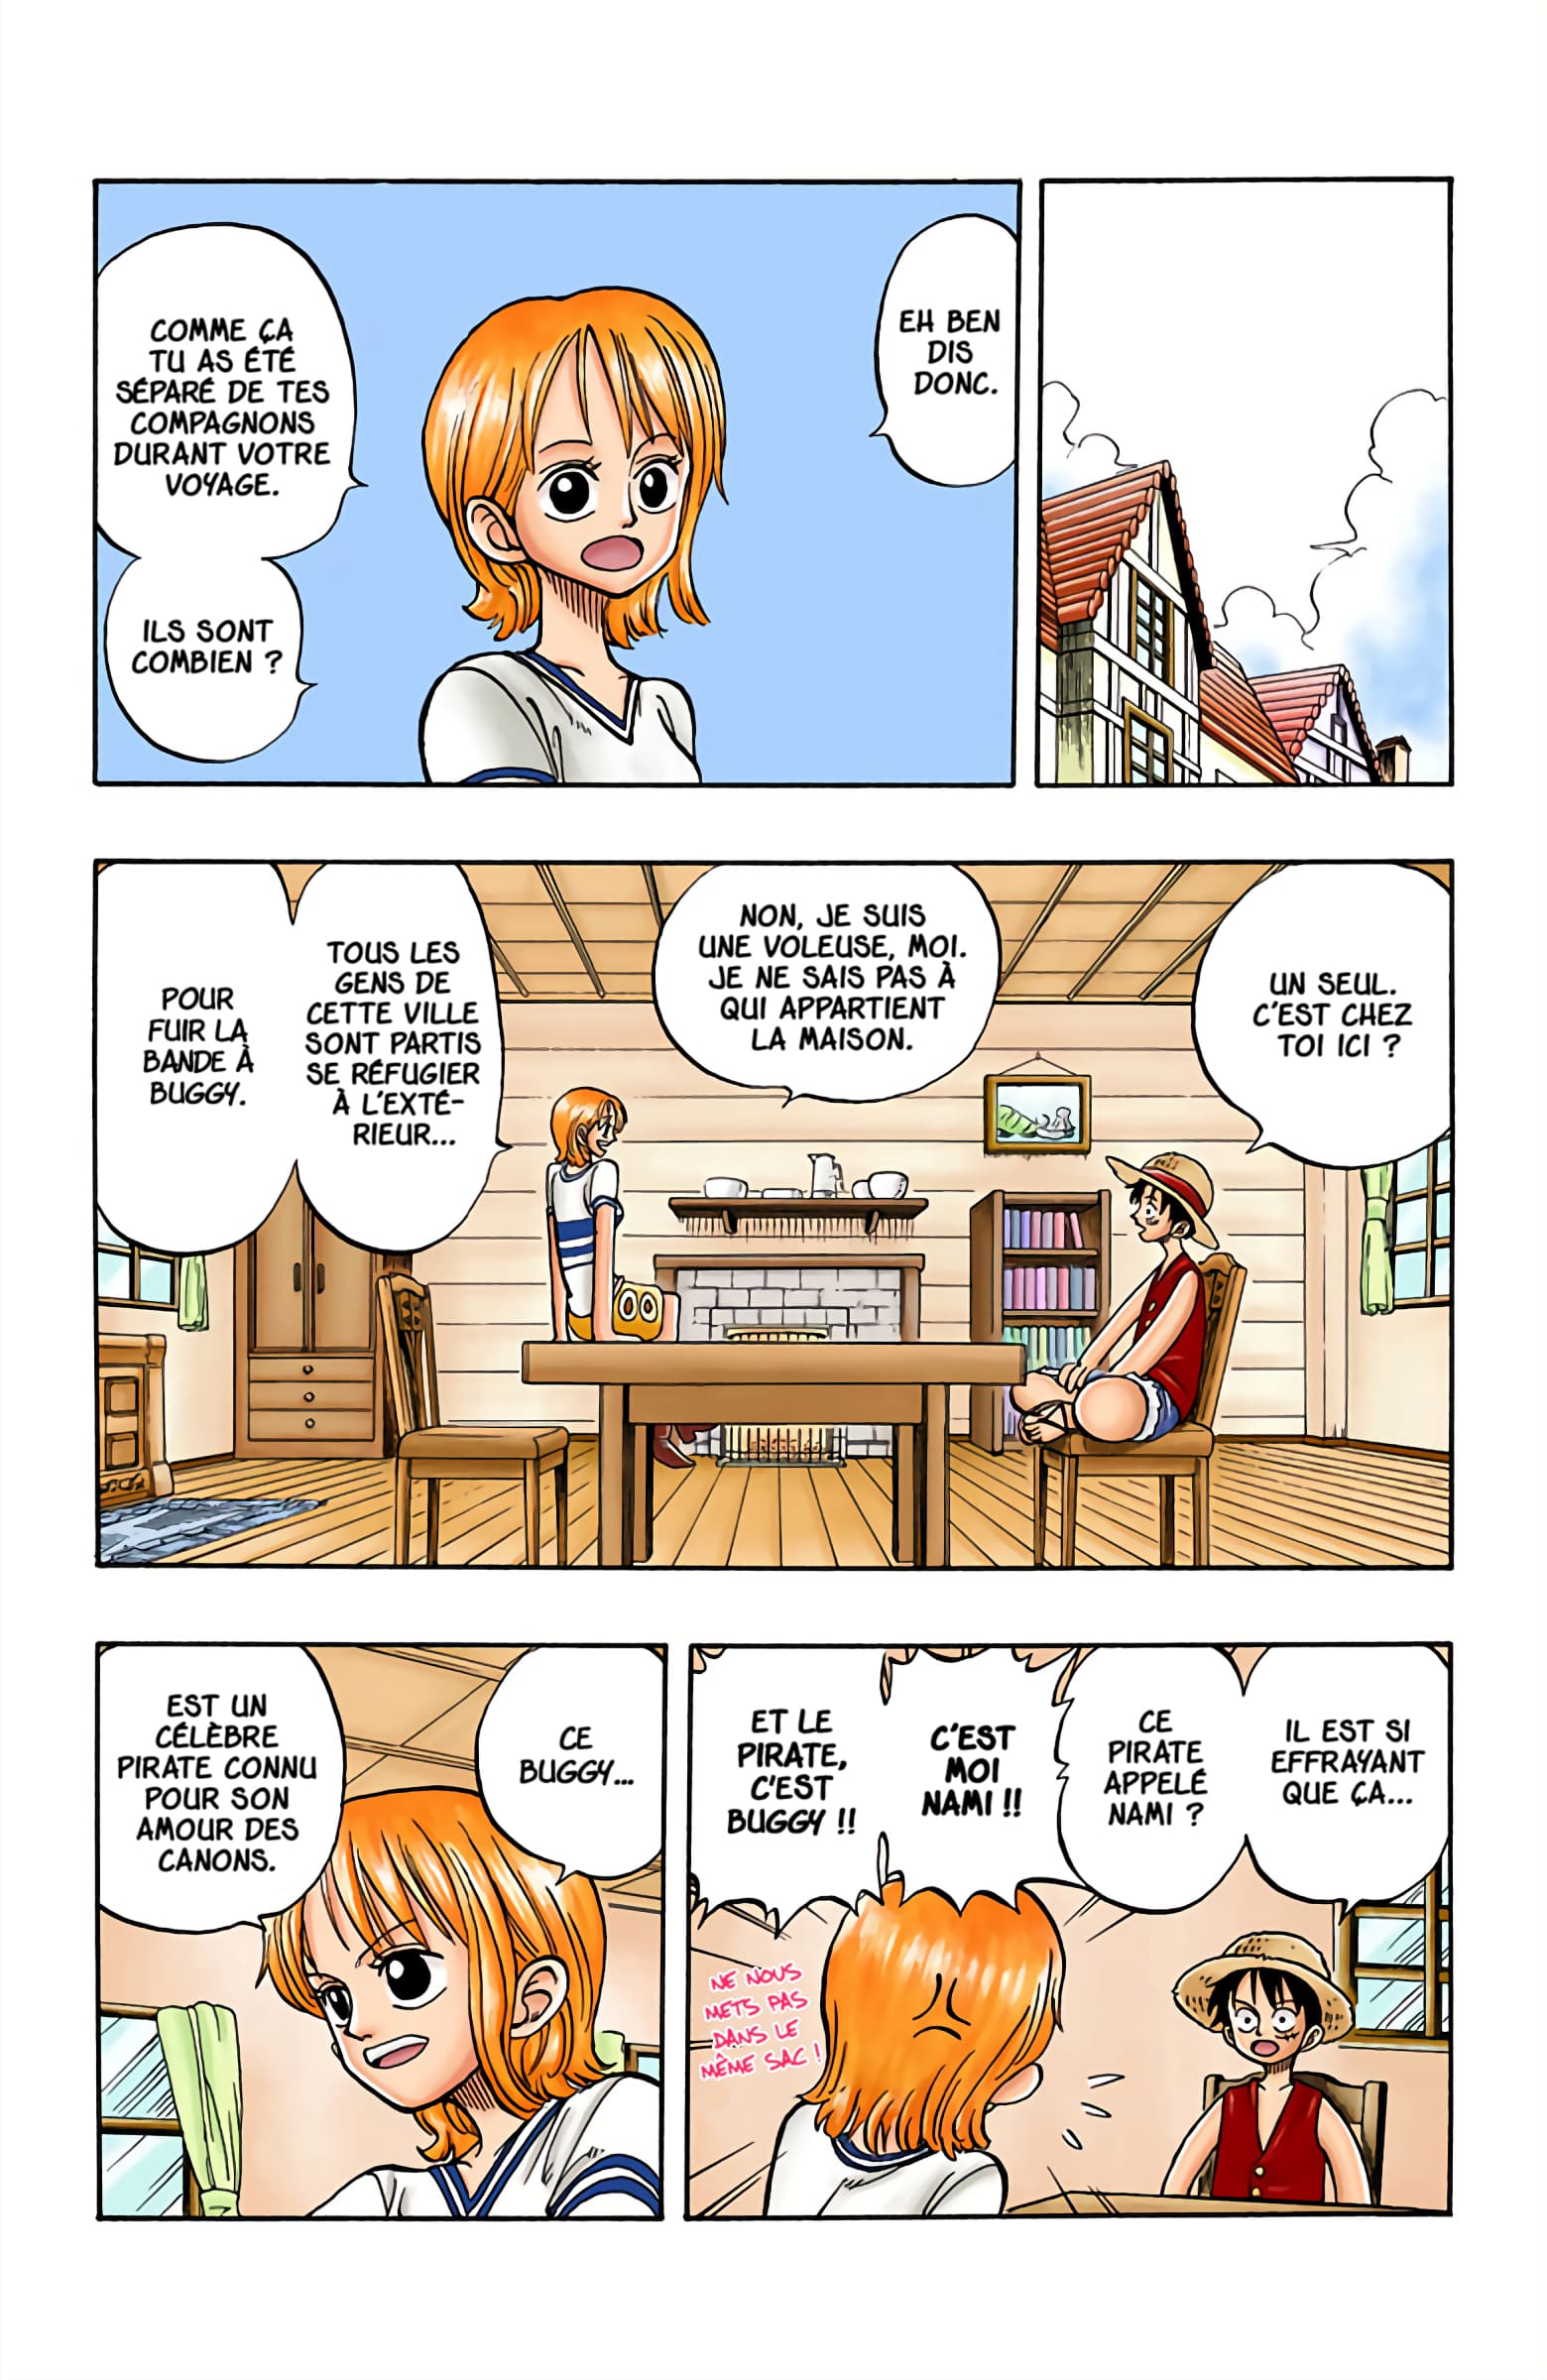 EH BEN
DIS
DONC.
COMME ÇA
TU AS ÉTÉ
SÉPARÉ DE TES
COMPAGNONS
DURANT VOTRE
VOYAGE.
ILS SONT
COMBIEN ?
UN SEUL.
C'EST CHEZ
TOI ICI ?
NON, JE SUIS
UNE VOLEUSE, MOI.
JE NE SAIS PAS À
QUI APPARTIENT
LA MAISON.
TOUS LES
GENS DE
CETTE VILLE
SONT PARTIS
SE RÉFUGIER
À L'EXTÉ-
RIEUR...
POUR
FUIR LA
BANDE À
BUGGY.
IL EST SI
EFFRAYANT
QUE ÇA...
CE
PIRATE
APPELÉ
NAMI ?
C'EST
MOI
NAMI !!
ET LE
PIRATE,
C'EST
BUGGY !!
NE NOUS
METS PAS
DANS LE
MÊME SAC !
CE
BUGGY...
EST UN
CÉLÈBRE
PIRATE CONNU
POUR SON
AMOUR DES
CANONS.